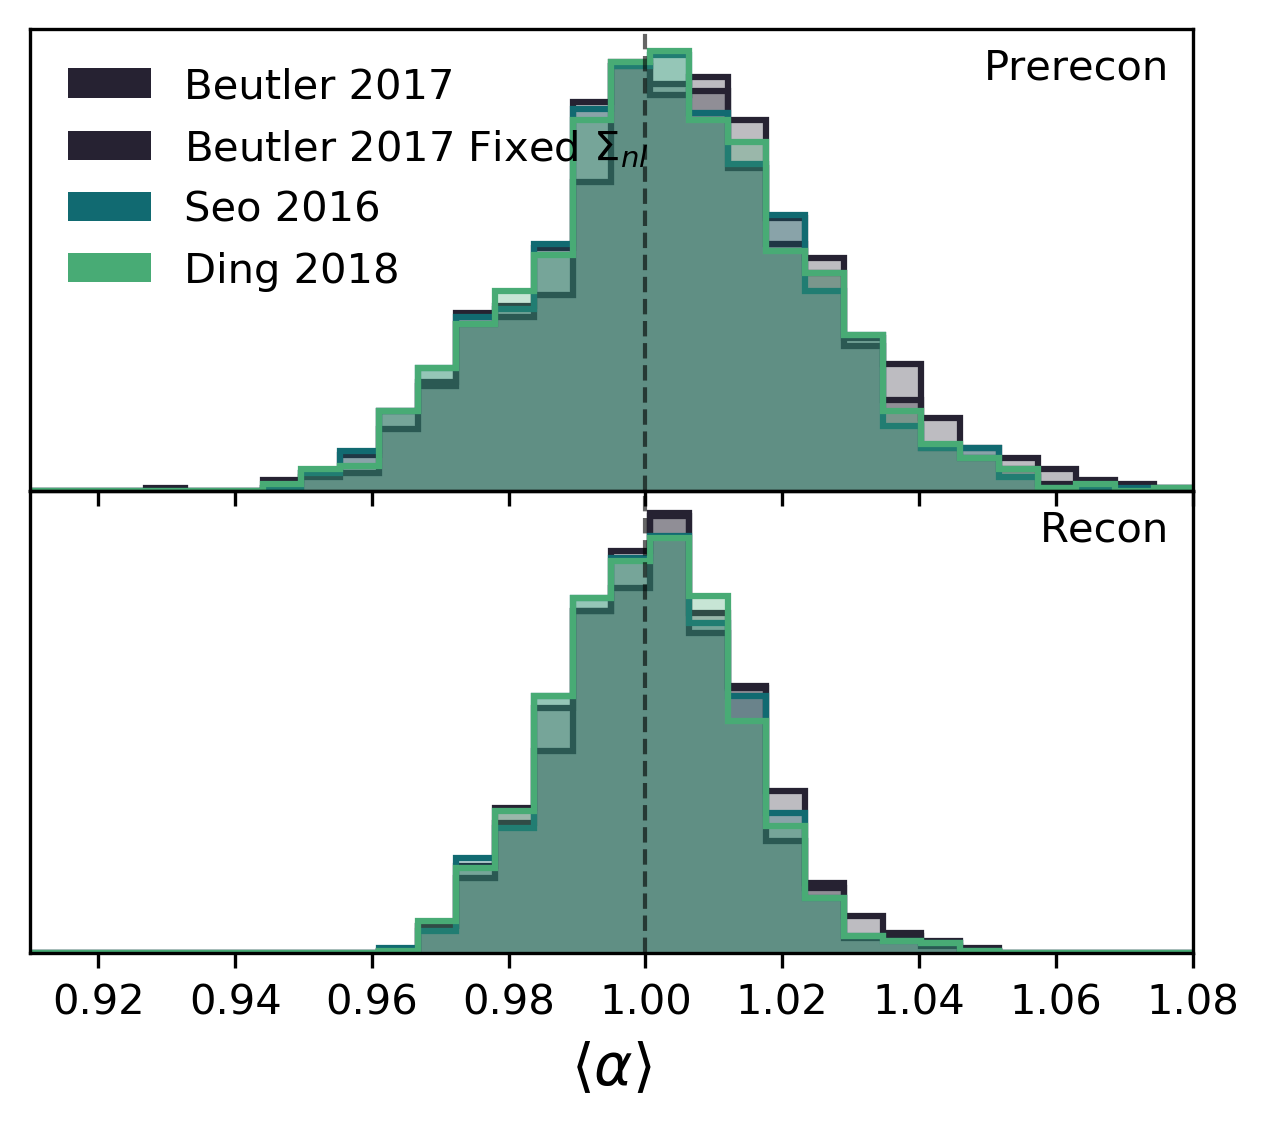 Prerecon
Beutler 2017
Beutler 2017 Fixed Σnl
Seo 2016
Ding 2018
Recon
0.92 0.94 0.96 0.98 1.00 1.02 1.04 1.06 1.08
⟨α⟩